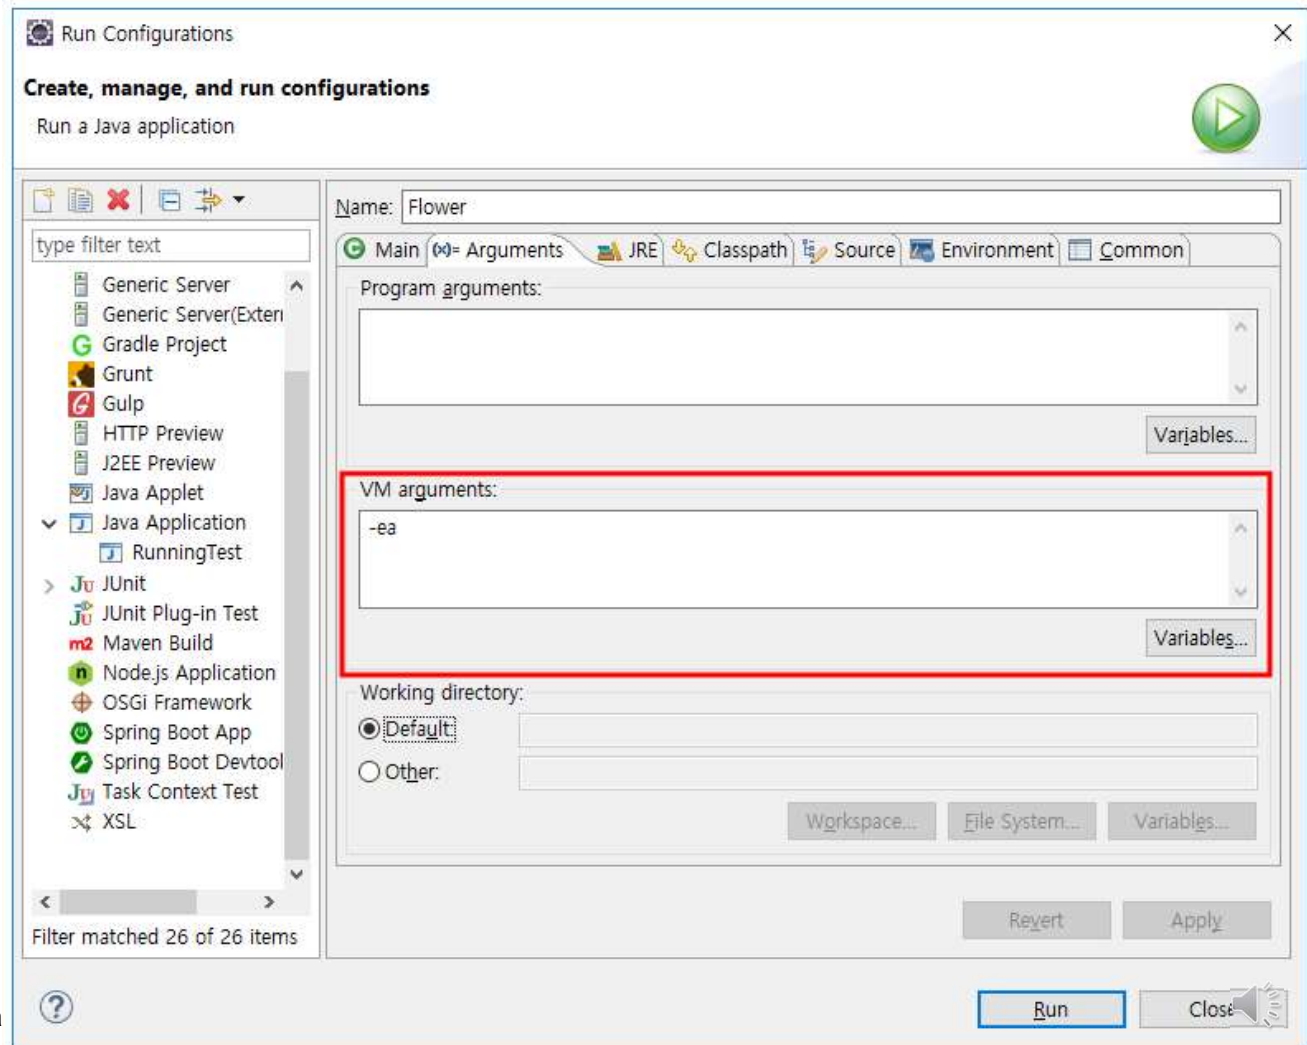 Run Configurations
Create, manage, and run configurations
Run a Java application
type filter text
Generic Server
Generic Server(Extern
Gradle Project
Grunt
Gulp
HTTP Preview
J2EE Preview
Java Applet
Java Application
RunningTest
JUnit
JUnit Plug-in Test
Maven Build
Node.js Application
OSGi Framework
Spring Boot App
Spring Boot Devtool
Task Context Test
XSL
Filter matched 26 of 26 items
Name: Flower
Main (x)= Arguments JRE Classpath Source Environment Common
Program arguments:
Variables...
VM arguments:
-ea
Variables...
Working directory:
Default:
Other:
Workspace... File System... Variables...
Revert Apply
Run Close